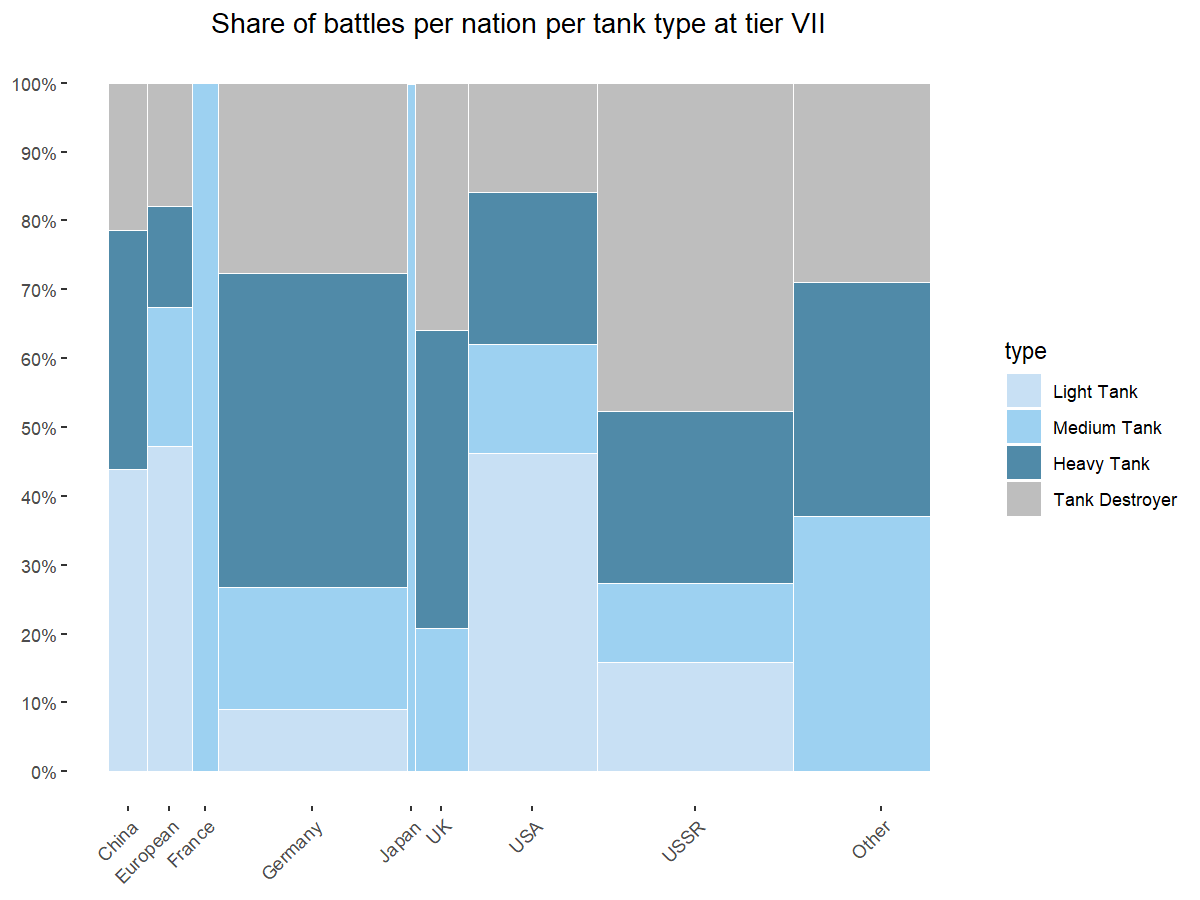 Share of battles per nation per tank type at tier VII
100%
90%
80%
70%
60%
50%
40%
30%
20%
10%
0%
China
European
France
Germany
Japan
UK
USA
USSR
Other
type
Light Tank
Medium Tank
Heavy Tank
Tank Destroyer